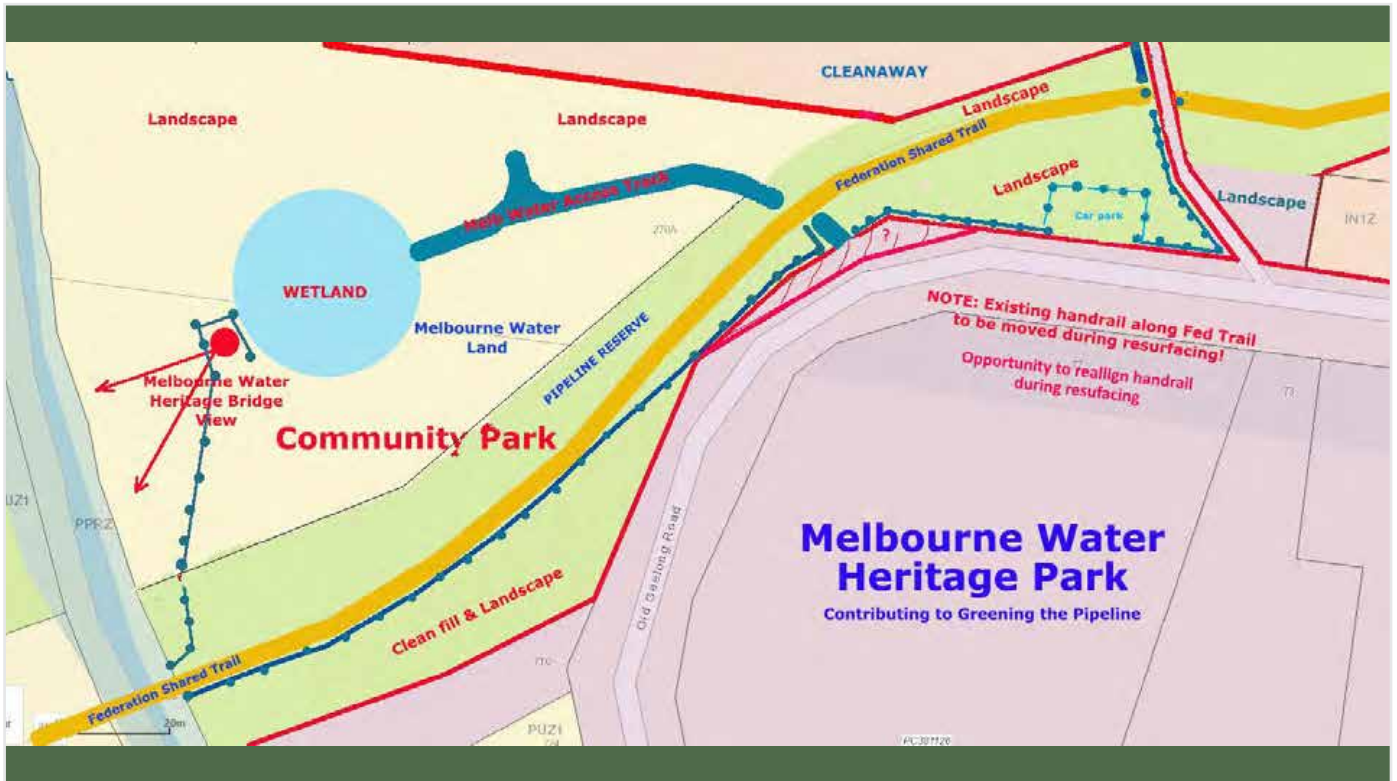 CLEANAWAY
Landscape
Landscape
Landscape
Federation Shared Trail
Landscape
Melb Water Access Track
Landscape
IN1Z
Car park
270A
?
WETLAND
NOTE: Existing handrail along Fed Trail
to be moved during resurfacing!
Opportunity to reallign handrail
during resufacing
Melbourne Water
Land
PIPELINE RESERVE
Melbourne Water
Heritage Bridge
View
Community Park
PPRZ
UZ1
Old Geelong Road
Melbourne Water
Heritage Park
Contributing to Greening the Pipeline
Clean fill & Landscape
Federation Shared Trail
20m
PUZ1
PC381126